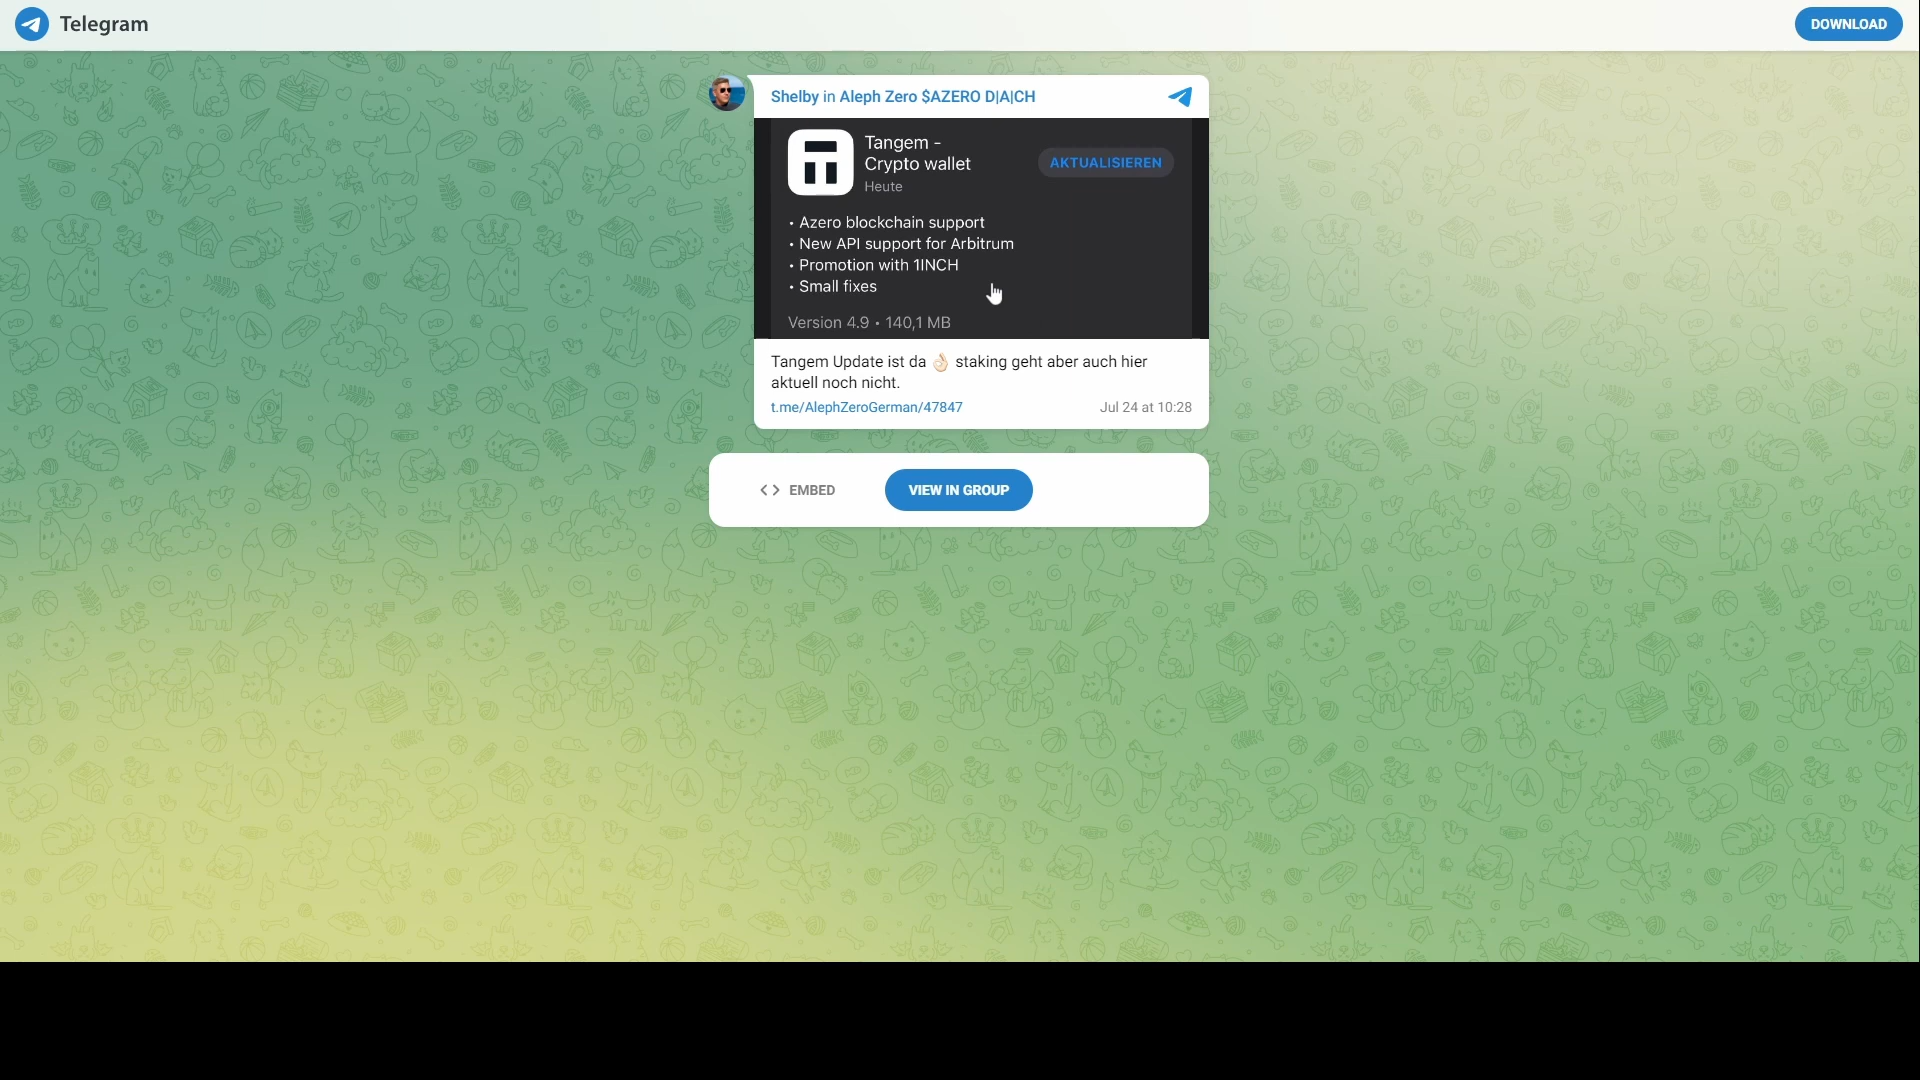 Telegram
DOWNLOAD
Shelby in Aleph Zero $AZERO D|A|CH
Tangem -
Crypto wallet
AKTUALISIEREN
Heute
• Azero blockchain support
• New API support for Arbitrum
• Promotion with 1INCH
• Small fixes
Version 4.9 • 140,1 MB
Tangem Update ist da 👌🏻 staking geht aber auch hier
aktuell noch nicht.
t.me/AlephZeroGerman/47847
Jul 24 at 10:28
<> EMBED
VIEW IN GROUP